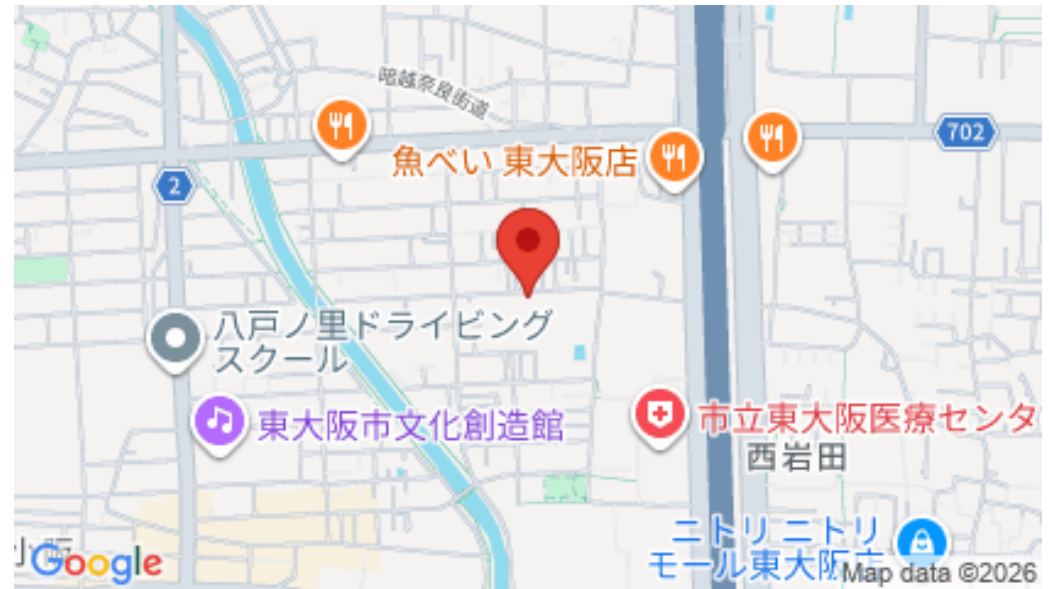 暗越奈良街道
702
魚べい 東大阪店
2
八戸ノ里ドライビング
スクール
東大阪市文化創造館
市立東大阪医療センタ
西岩田
ニトリ ニトリ
モール東大阪店
小阪
Google
Map data ©2026